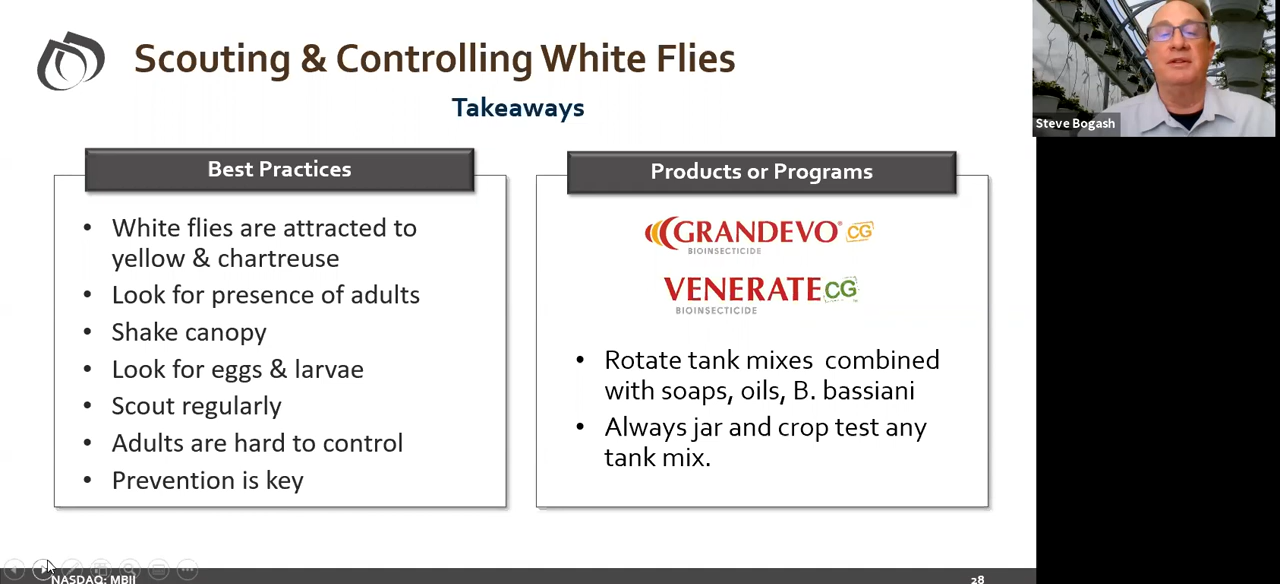 Scouting & Controlling White Flies
Takeaways
Best Practices
• White flies are attracted to
yellow & chartreuse
• Look for presence of adults
• Shake canopy
• Look for eggs & larvae
• Scout regularly
• Adults are hard to control
• Prevention is key
Products or Programs
GRANDEVO® CG
BIOINSECTICIDE
VENERATE CG
BIOINSECTICIDE
• Rotate tank mixes combined
with soaps, oils, B. bassiani
• Always jar and crop test any
tank mix.
NASDAQ: MBII
28
Steve Bogash